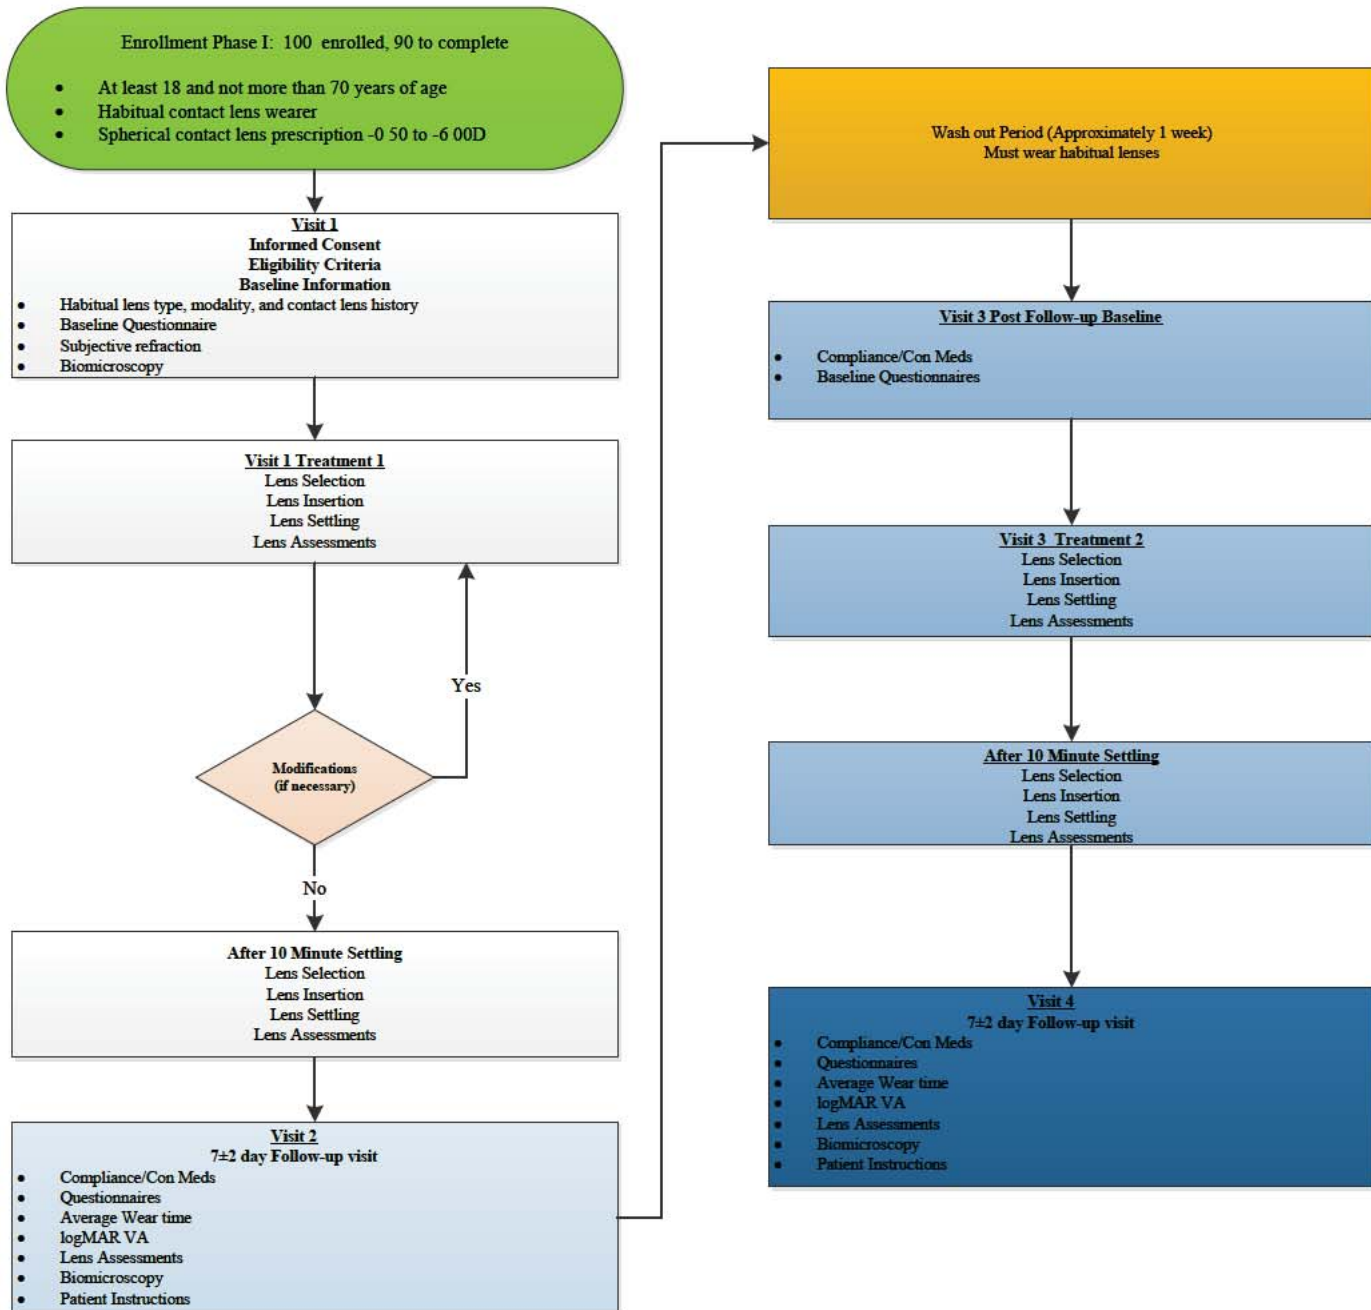 Enrollment Phase I:  100  enrolled, 90 to complete
• At least 18 and not more than 70 years of age
• Habitual contact lens wearer
• Spherical contact lens prescription -0 50 to -6 00D
Visit 1
Informed Consent
Eligibility Criteria
Baseline Information
• Habitual lens type, modality, and contact lens history
• Baseline Questionnaire
• Subjective refraction
• Biomicroscopy
Visit 1 Treatment 1
Lens Selection
Lens Insertion
Lens Settling
Lens Assessments
Yes
Modifications
(if necessary)
No
After 10 Minute Settling
Lens Selection
Lens Insertion
Lens Settling
Lens Assessments
Visit 2
7±2 day Follow-up visit
• Compliance/Con Meds
• Questionnaires
• Average Wear time
• logMAR VA
• Lens Assessments
• Biomicroscopy
• Patient Instructions
Wash out Period (Approximately 1 week)
Must wear habitual lenses
Visit 3 Post Follow-up Baseline
• Compliance/Con Meds
• Baseline Questionnaires
Visit 3  Treatment 2
Lens Selection
Lens Insertion
Lens Settling
Lens Assessments
After 10 Minute Settling
Lens Selection
Lens Insertion
Lens Settling
Lens Assessments
Visit 4
7±2 day Follow-up visit
• Compliance/Con Meds
• Questionnaires
• Average Wear time
• logMAR VA
• Lens Assessments
• Biomicroscopy
• Patient Instructions